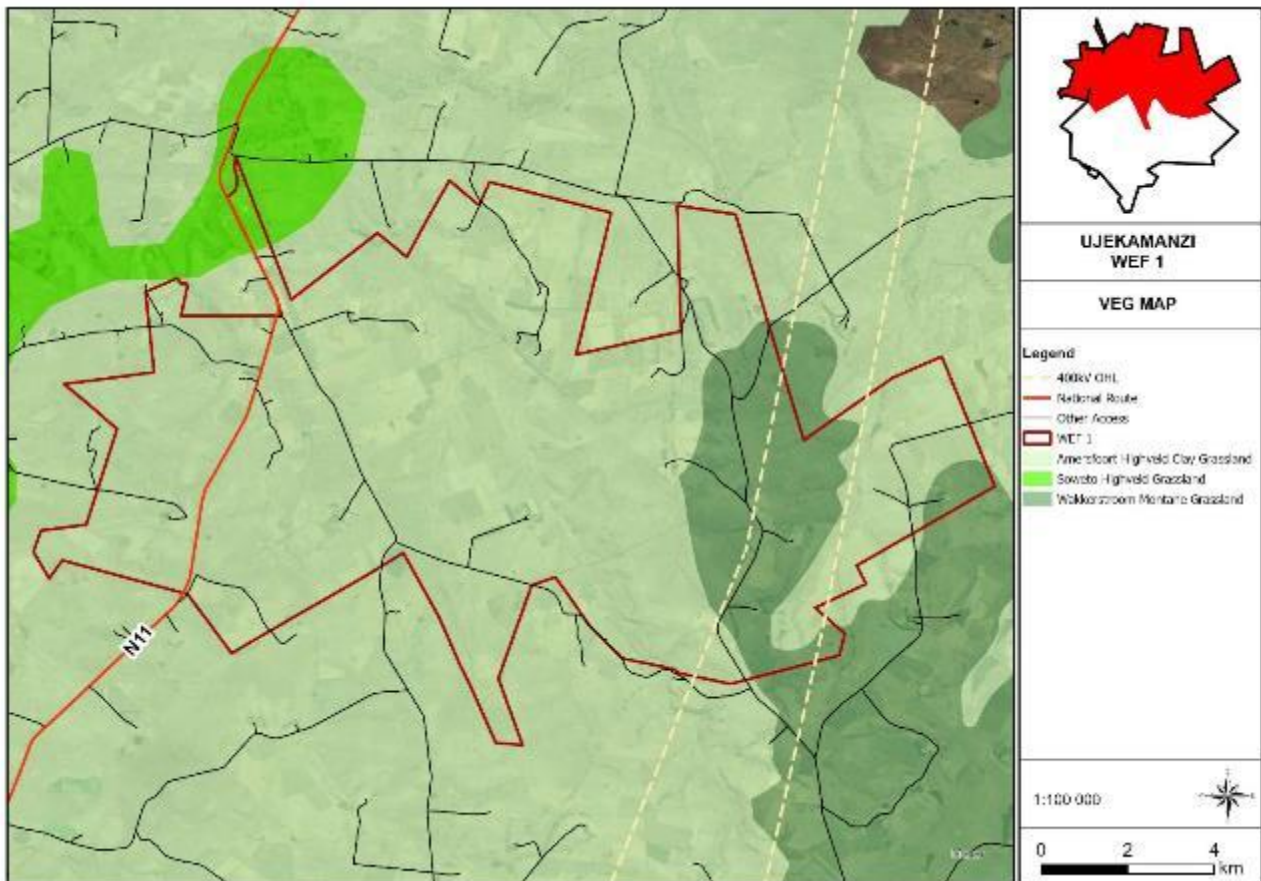 N11
UJEKAMANZI
WEF 1
VEG MAP
Legend
400kV OHL
National Route
Other Access
WEF 1
Amersfoort Highveld Clay Grassland
Soweto Highveld Grassland
Wakkerstroom Montane Grassland
1:100 000
0 2 4
km